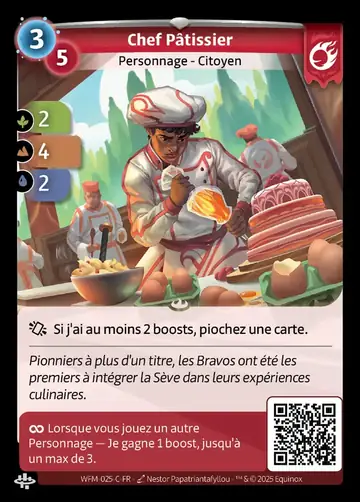 3
5
Chef Pâtissier
Personnage - Citoyen
2
4
2
Si j'ai au moins 2 boosts, piochez une carte.
Pionniers à plus d'un titre, les Bravos ont été les
premiers à intégrer la Sève dans leurs expériences
culinaires.
∞ Lorsque vous jouez un autre
Personnage — Je gagne 1 boost, jusqu'à
un max de 3.
WFM-025-C-FR - Nestor Papatriantafyllou - ™ & © 2025 Equinox